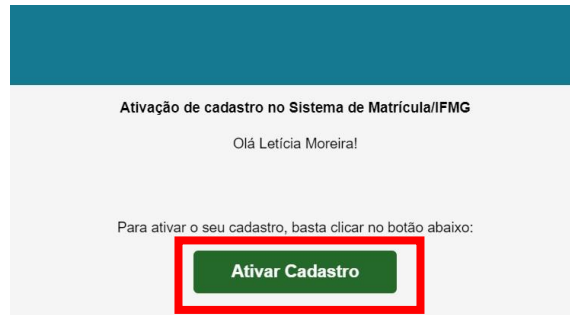 Ativação de cadastro no Sistema de Matrícula/IFMG
Olá Letícia Moreira!
Para ativar o seu cadastro, basta clicar no botão abaixo:
Ativar Cadastro